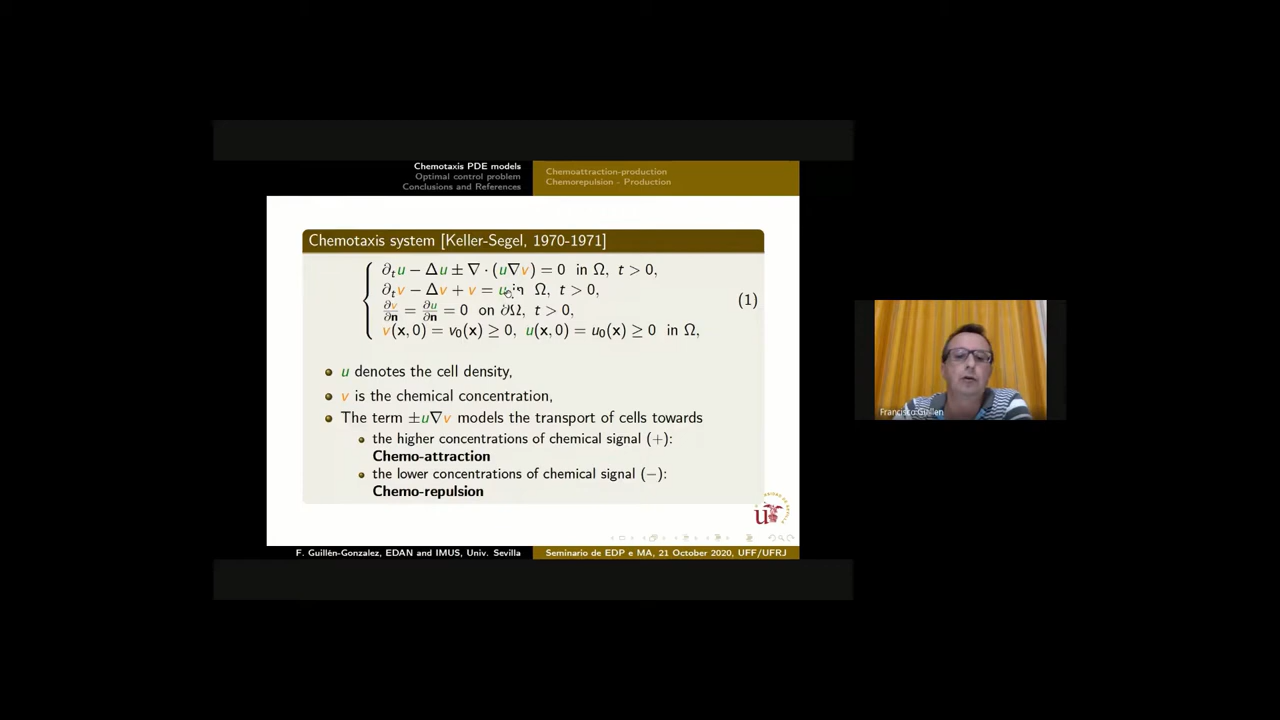 Chemotaxis PDE models
Optimal control problem
Conclusions and References
Chemoattraction-production
Chemorepulsion - Production
Chemotaxis system [Keller-Segel, 1970-1971]
∂ₜu − Δu ± ∇ · (u∇v) = 0 in Ω, t > 0,
∂ₜv − Δv + v = u in Ω, t > 0,
∂v/∂n = ∂u/∂n = 0 on ∂Ω, t > 0,
v(x, 0) = v₀(x) ≥ 0, u(x, 0) = u₀(x) ≥ 0 in Ω,
(1)
u denotes the cell density,
v is the chemical concentration,
The term ±u∇v models the transport of cells towards
the higher concentrations of chemical signal (+):
Chemo-attraction
the lower concentrations of chemical signal (−):
Chemo-repulsion
F. Guillén-Gonzalez, EDAN and IMUS, Univ. Sevilla
Seminario de EDP e MA, 21 October 2020, UFF/UFRJ
Francisco Guillen